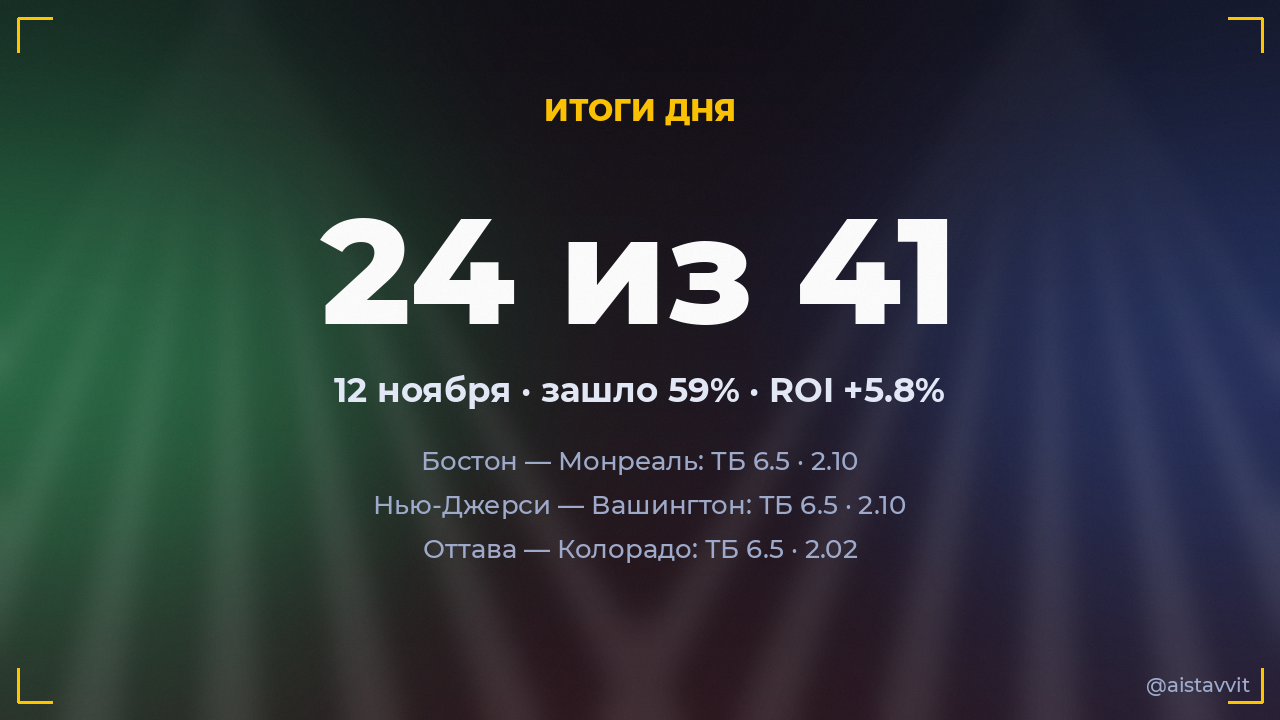 ИТОГИ ДНЯ
24 из 41
12 ноября · зашло 59% · ROI +5.8%
Бостон — Монреаль: ТБ 6.5 · 2.10
Нью-Джерси — Вашингтон: ТБ 6.5 · 2.10
Оттава — Колорадо: ТБ 6.5 · 2.02
@aistavvit